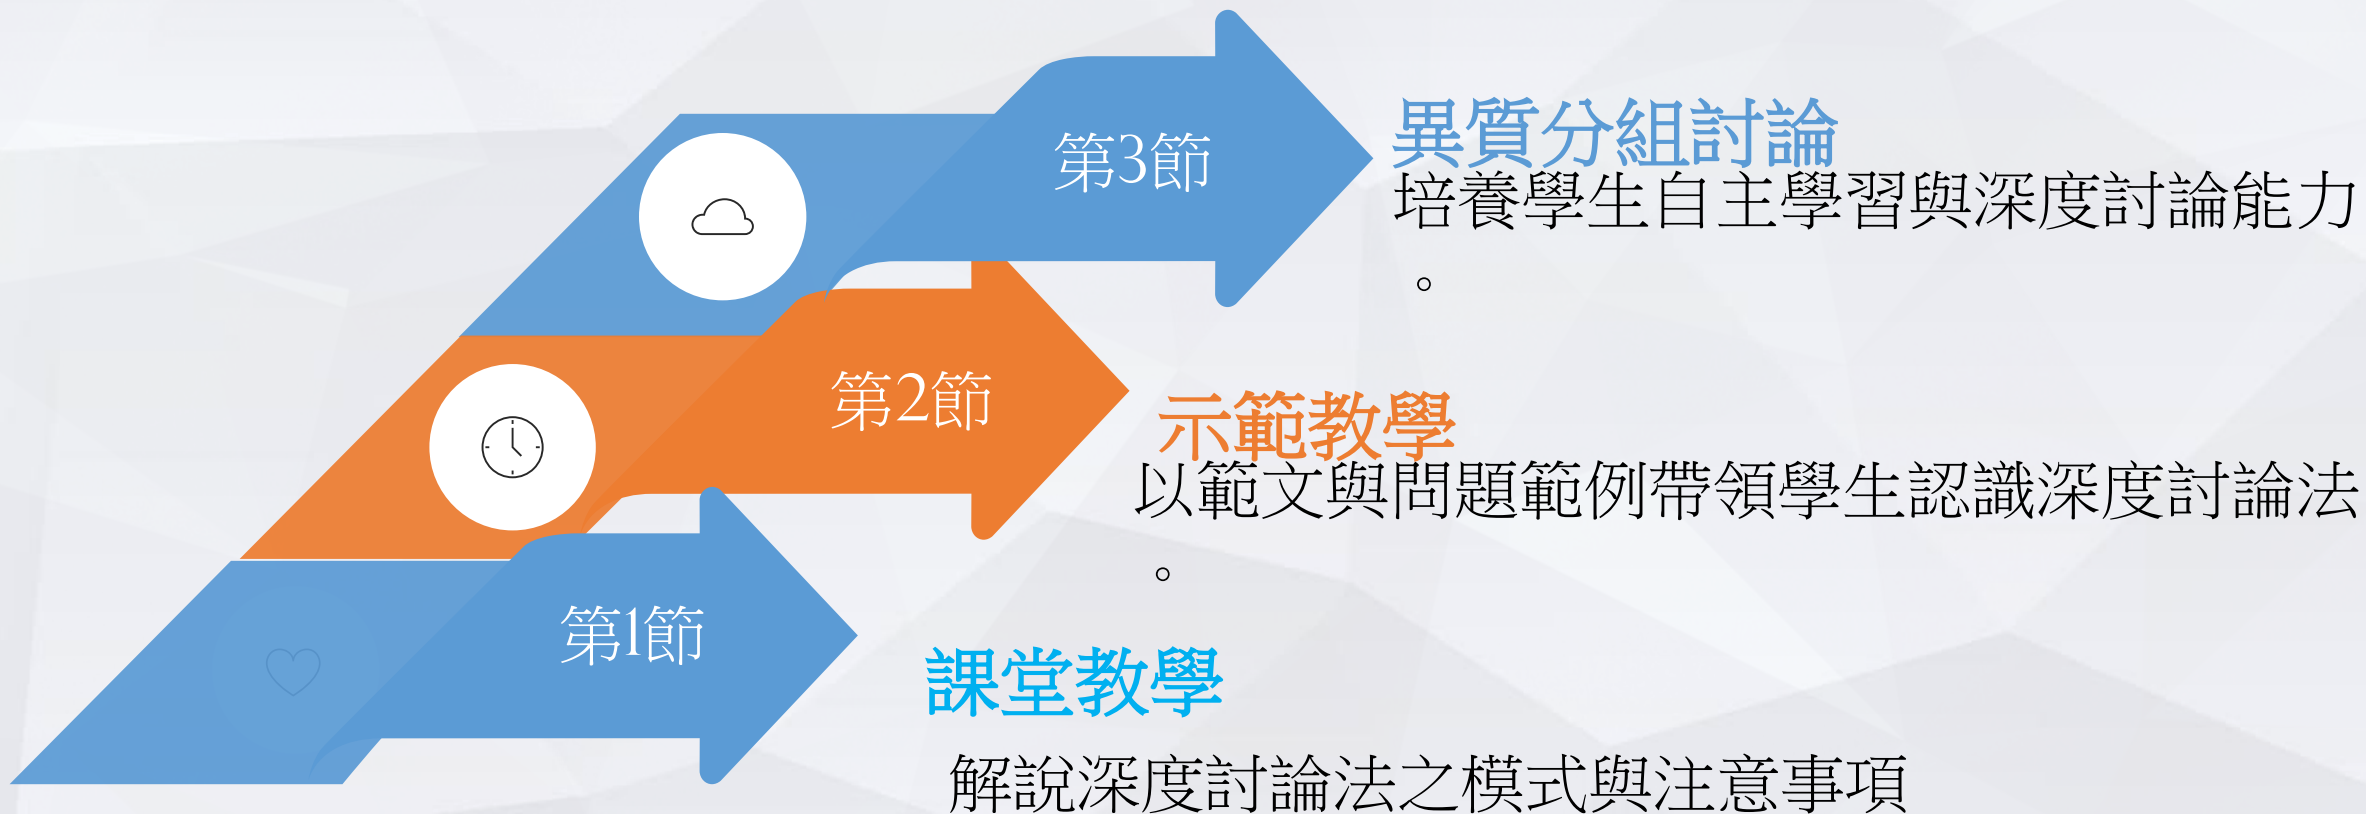 第3節
異質分組討論
培養學生自主學習與深度討論能力
。
第2節
示範教學
以範文與問題範例帶領學生認識深度討論法
。
第1節
課堂教學
解說深度討論法之模式與注意事項